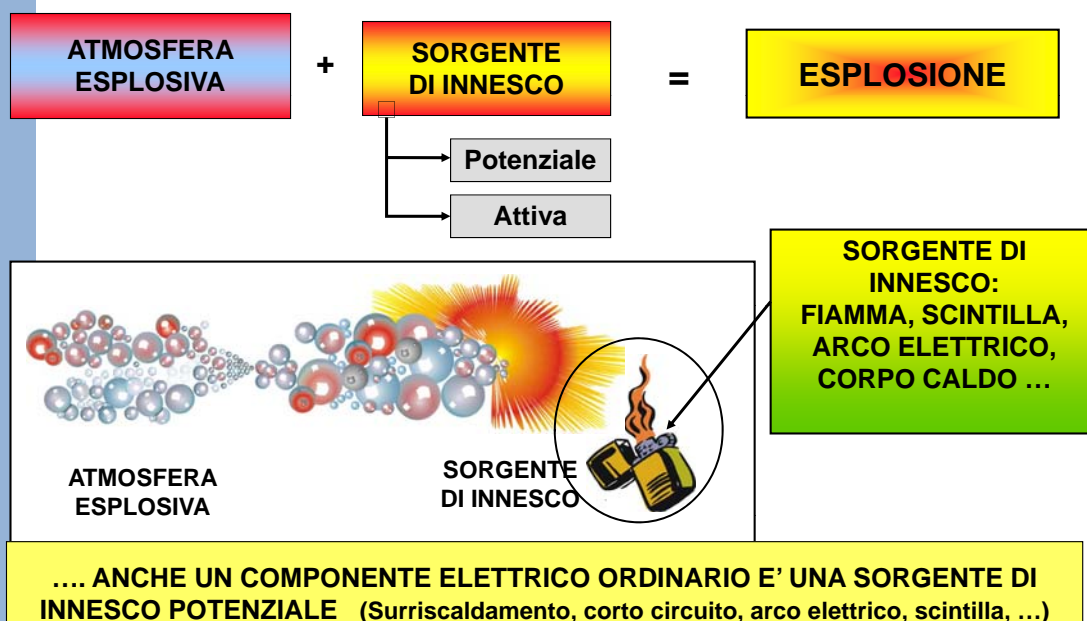 ATMOSFERA
ESPLOSIVA
+
SORGENTE
DI INNESCO
=
ESPLOSIONE
Potenziale
Attiva
SORGENTE DI
INNESCO:
FIAMMA, SCINTILLA,
ARCO ELETTRICO,
CORPO CALDO …
ATMOSFERA
ESPLOSIVA
SORGENTE
DI INNESCO
…. ANCHE UN COMPONENTE ELETTRICO ORDINARIO E’ UNA SORGENTE DI
INNESCO POTENZIALE (Surriscaldamento, corto circuito, arco elettrico, scintilla, …)